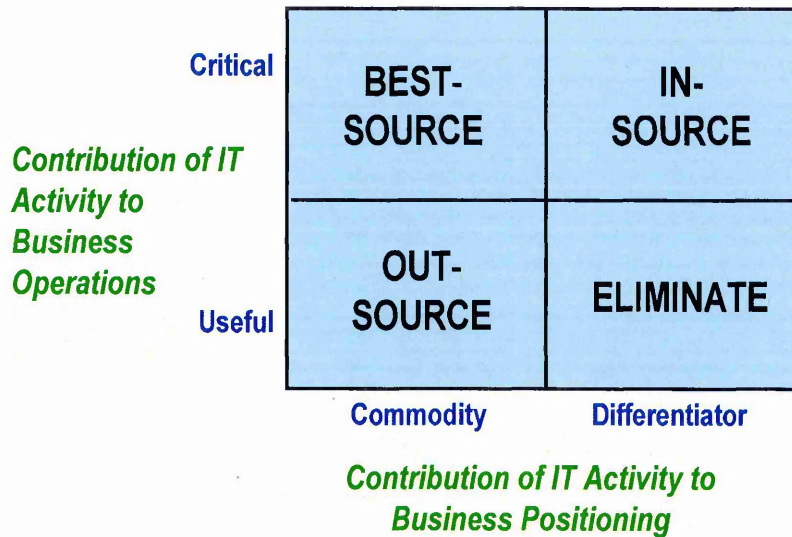 Critical
BEST-
SOURCE
IN-
SOURCE
Contribution of IT
Activity to
Business
Operations
Useful
OUT-
SOURCE
ELIMINATE
Commodity
Differentiator
Contribution of IT Activity to
Business Positioning